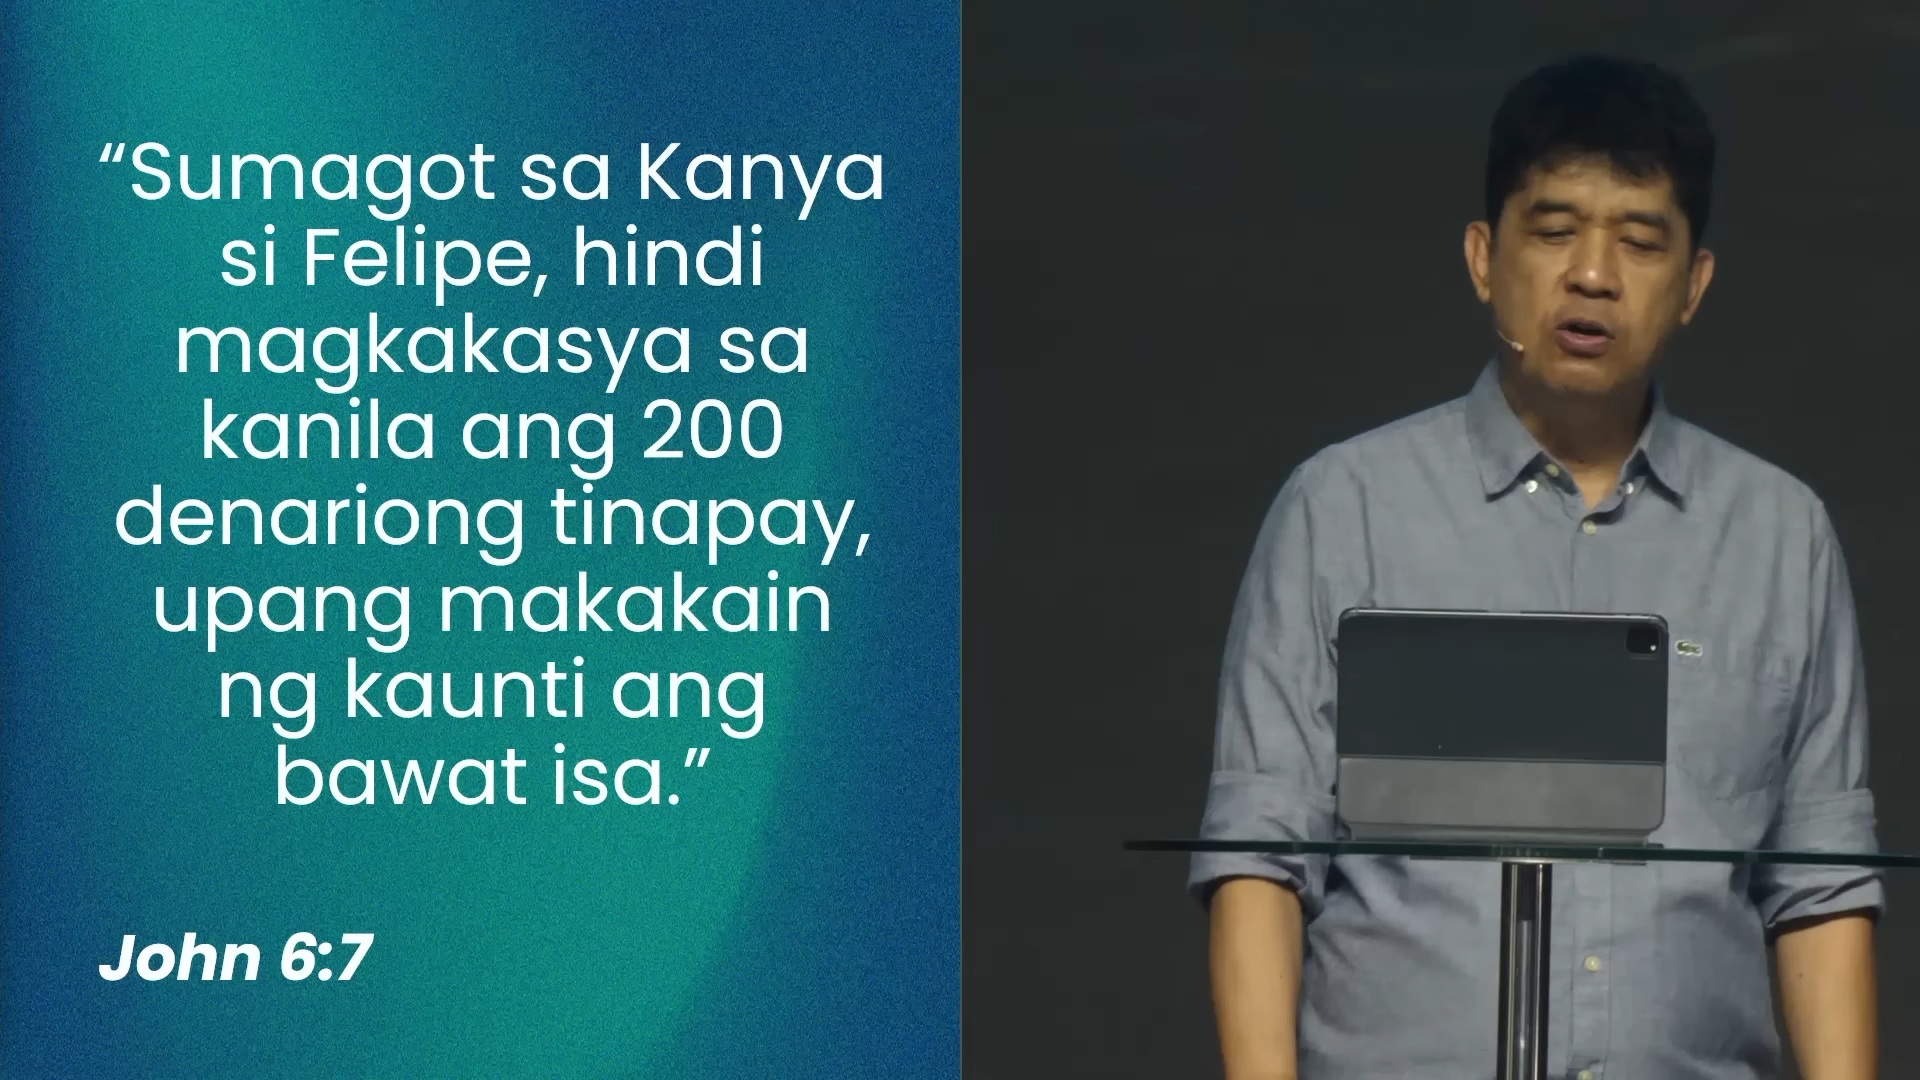 “Sumagot sa Kanya
si Felipe, hindi
magkakasya sa
kanila ang 200
denariong tinapay,
upang makakain
ng kaunti ang
bawat isa.”
John 6:7